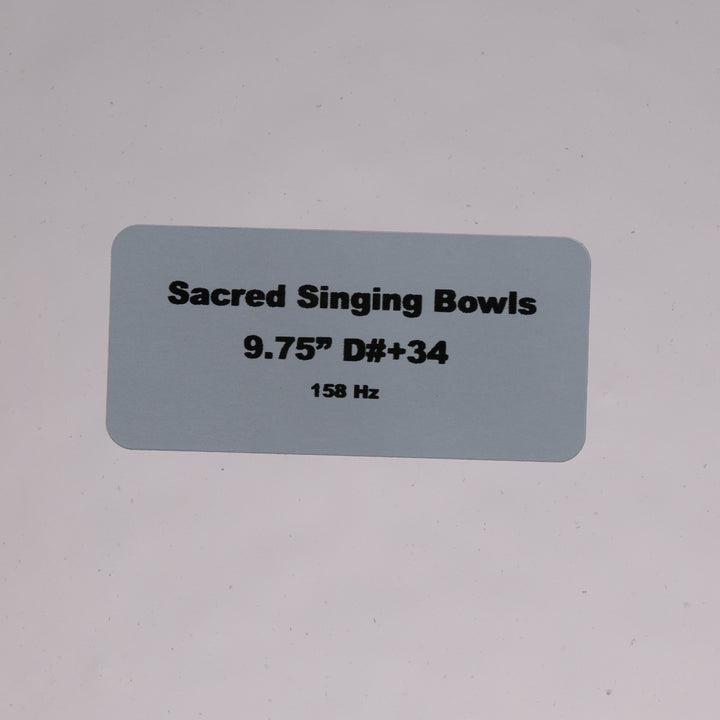 Sacred Singing Bowls
9.75” D#+34
158 Hz